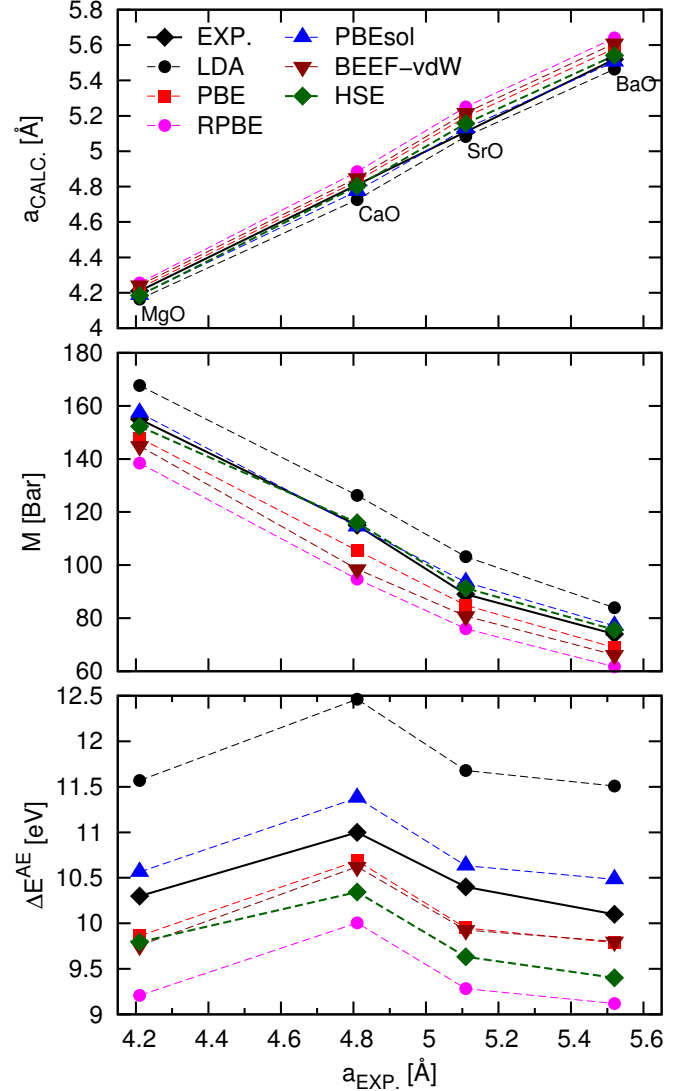 5.8
5.6
5.4
5.2
5
4.8
4.6
4.4
4.2
4
a_CALC. [Å]
EXP.
LDA
PBE
RPBE
PBEsol
BEEF−vdW
HSE
MgO
CaO
SrO
BaO
180
160
140
120
100
80
60
M [Bar]
12.5
12
11.5
11
10.5
10
9.5
9
ΔE^AE [eV]
4.2 4.4 4.6 4.8 5 5.2 5.4 5.6
a_EXP. [Å]